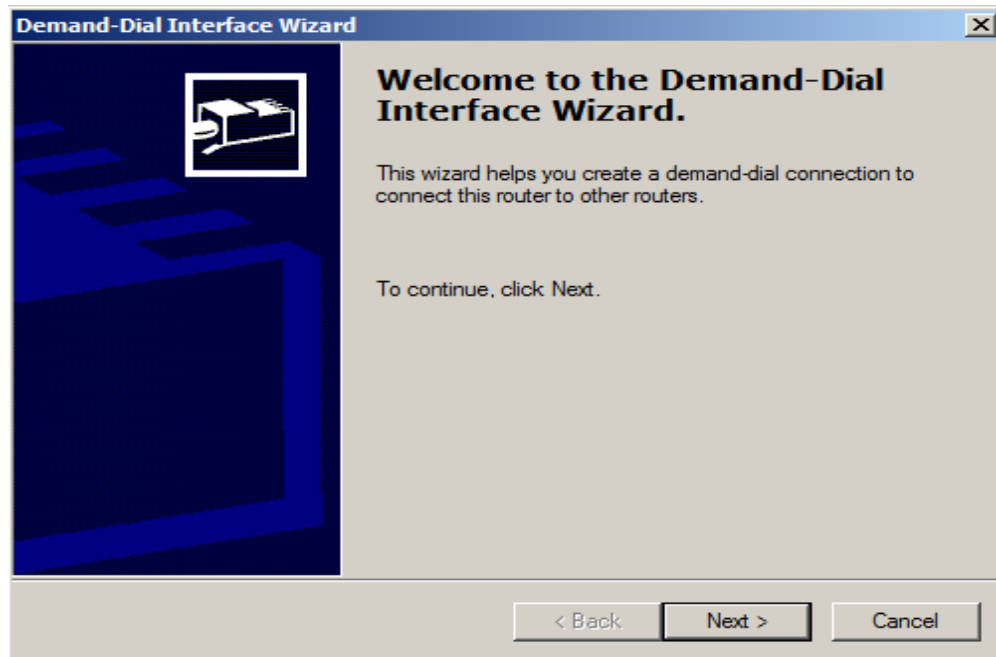 Demand-Dial Interface Wizard
Welcome to the Demand-Dial
Interface Wizard.
This wizard helps you create a demand-dial connection to
connect this router to other routers.
To continue, click Next.
< Back
Next >
Cancel